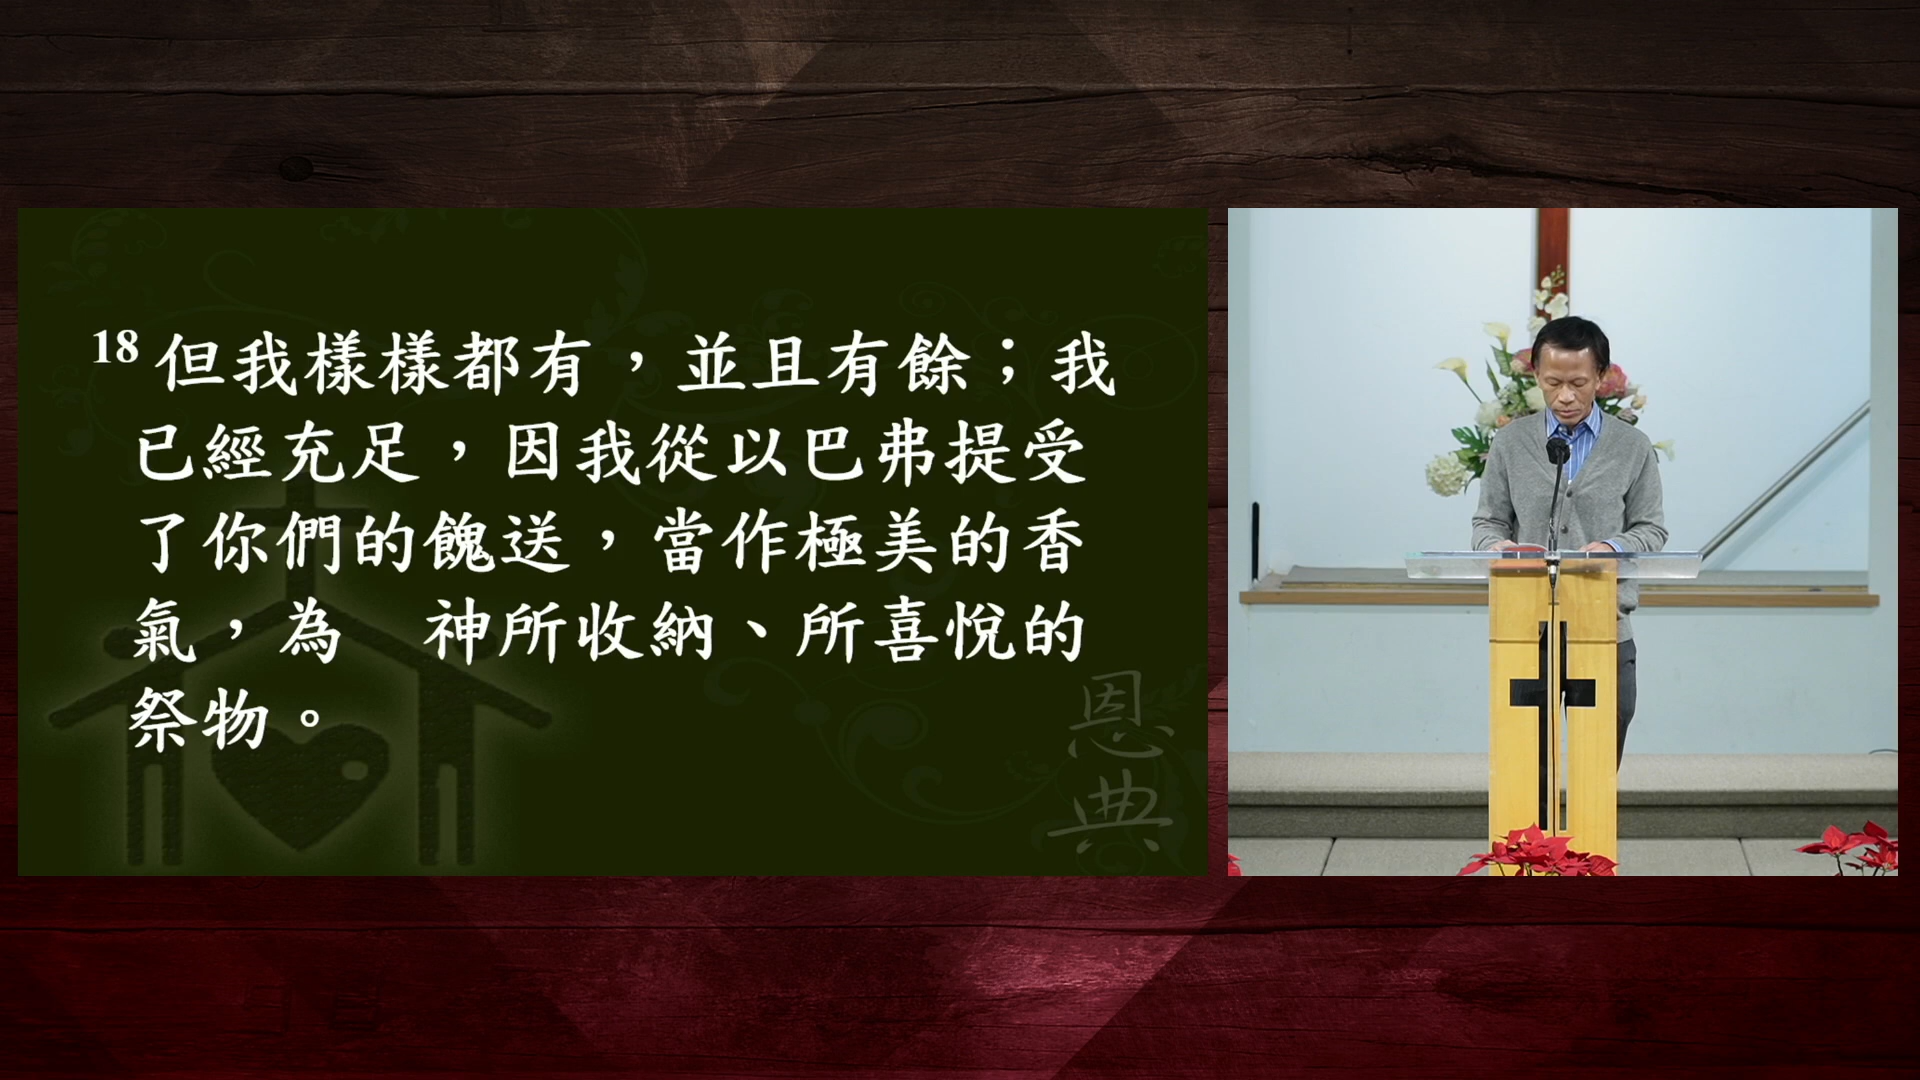 18 但我樣樣都有，並且有餘；我
已經充足，因我從以巴弗提受
了你們的餽送，當作極美的香
氣，為　神所收納、所喜悅的
祭物。
恩
典